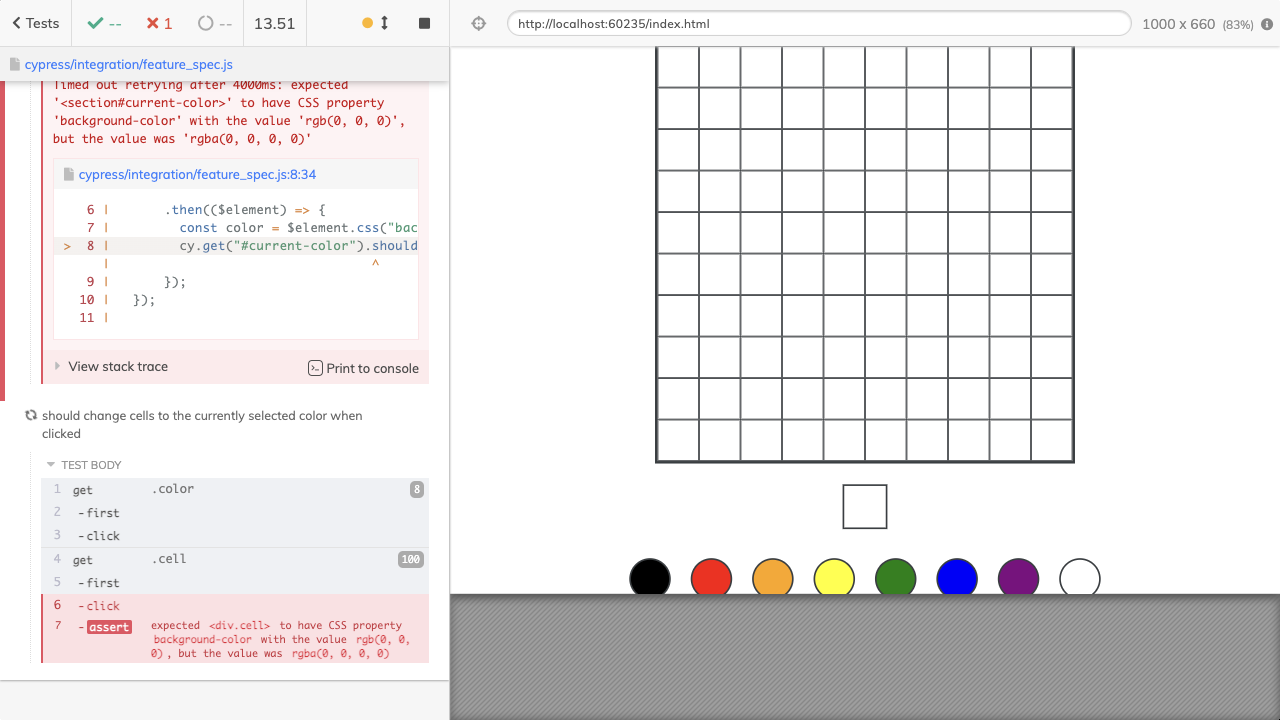 Tests
--
1
--
13.51
http://localhost:60235/index.html
1000 x 660 (83%)
cypress/integration/feature_spec.js
Timed out retrying after 4000ms: expected
'<section#current-color>' to have CSS property
'background-color' with the value 'rgb(0, 0, 0)',
but the value was 'rgba(0, 0, 0, 0)'
cypress/integration/feature_spec.js:8:34
6 | .then(($element) => {
7 | const color = $element.css("bac
> 8 | cy.get("#current-color").should
| ^
9 | });
10 | });
11 |
View stack trace
Print to console
should change cells to the currently selected color when
clicked
TEST BODY
1 get .color 8
2 -first
3 -click
4 get .cell 100
5 -first
6 -click
7 -assert expected <div.cell> to have CSS property
background-color with the value rgb(0, 0,
0), but the value was rgba(0, 0, 0, 0)